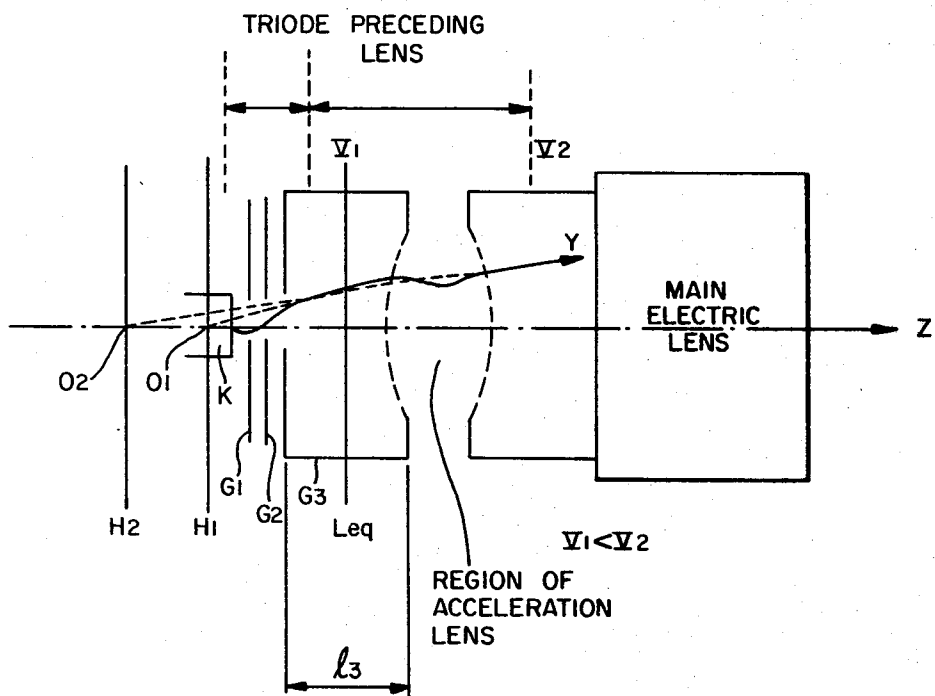 TRIODE PRECEDING
LENS
V1
V2
Y
MAIN
ELECTRIC
LENS
Z
O2
O1
K
G1
G2
G3
H2
H1
Leq
V1<V2
REGION OF
ACCELERATION
LENS
l3